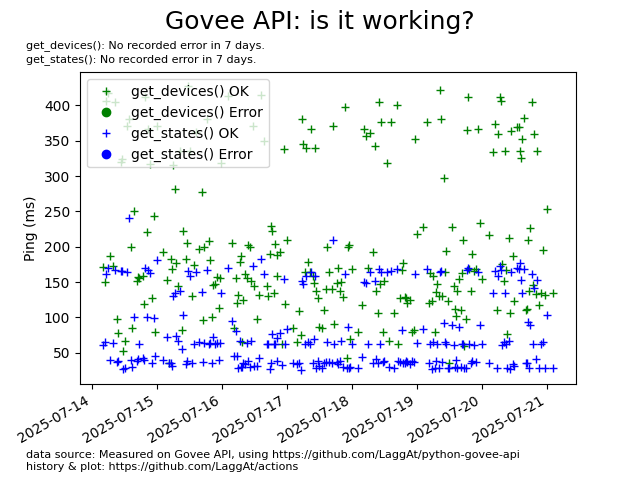 Govee API: is it working?
get_devices(): No recorded error in 7 days.
get_states(): No recorded error in 7 days.
get_devices() OK
get_devices() Error
get_states() OK
get_states() Error
Ping (ms)
400
350
300
250
200
150
100
50
2025-07-14
2025-07-15
2025-07-16
2025-07-17
2025-07-18
2025-07-19
2025-07-20
2025-07-21
data source: Measured on Govee API, using https://github.com/LaggAt/python-govee-api
history & plot: https://github.com/LaggAt/actions